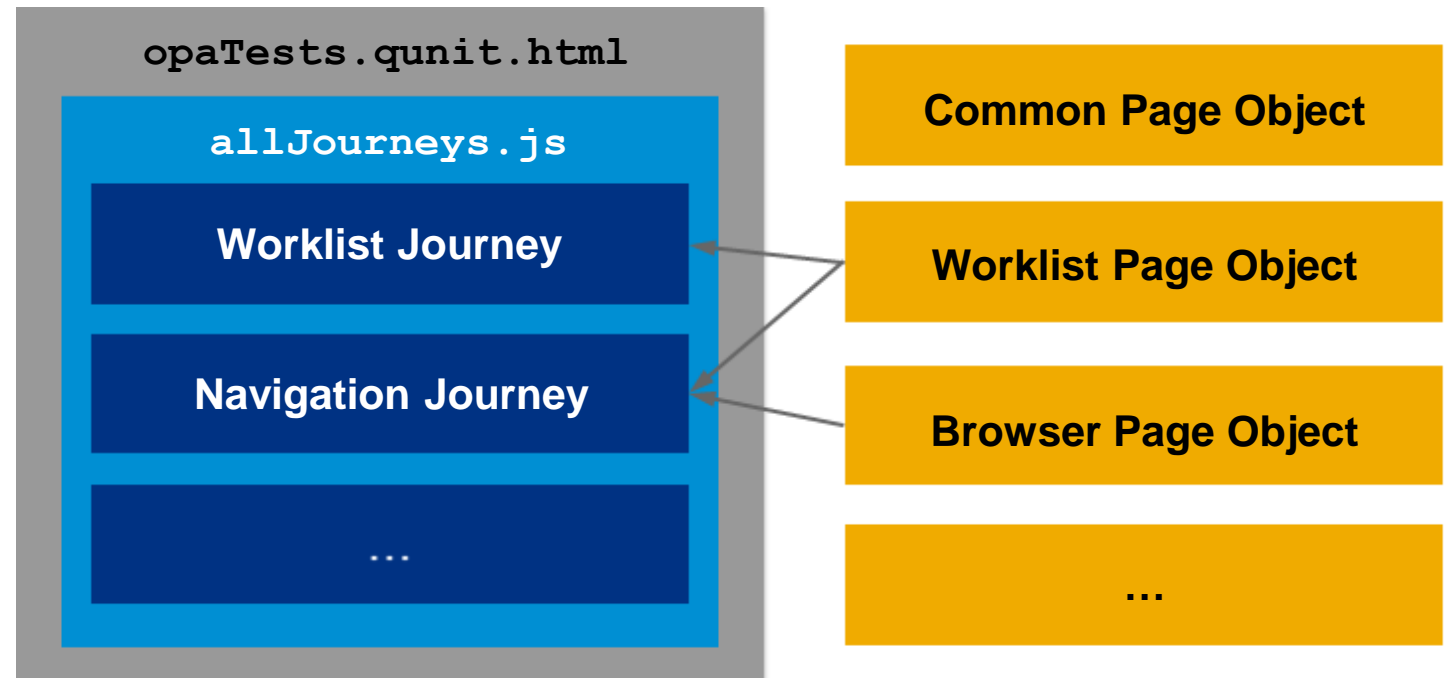 opaTests.qunit.html
allJourneys.js
Worklist Journey
Navigation Journey
...
Common Page Object
Worklist Page Object
Browser Page Object
...